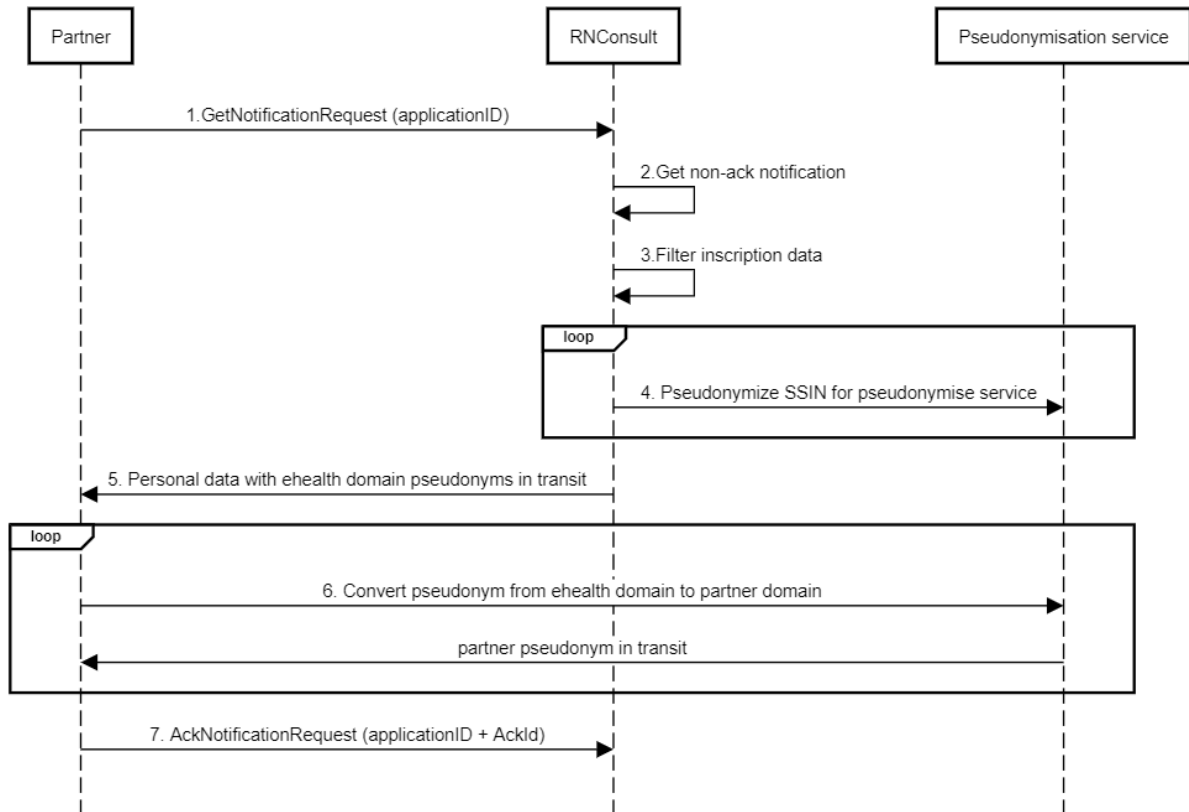 Partner
RNConsult
Pseudonymisation service
1.GetNotificationRequest (applicationID)
2.Get non-ack notification
3.Filter inscription data
loop
4. Pseudonymize SSIN for pseudonymise service
5. Personal data with ehealth domain pseudonyms in transit
loop
6. Convert pseudonym from ehealth domain to partner domain
partner pseudonym in transit
7. AckNotificationRequest (applicationID + AckId)